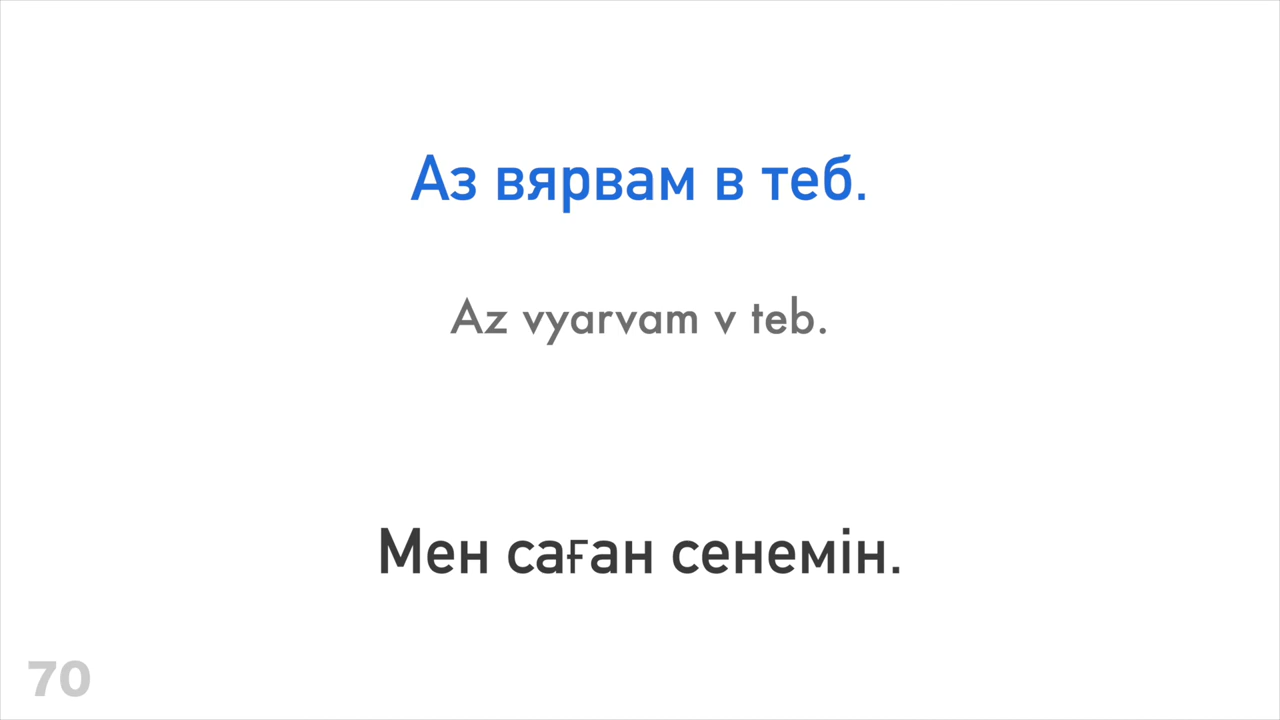 Аз вярвам в теб.
Az vyarvam v teb.
Мен саған сенемін.
70